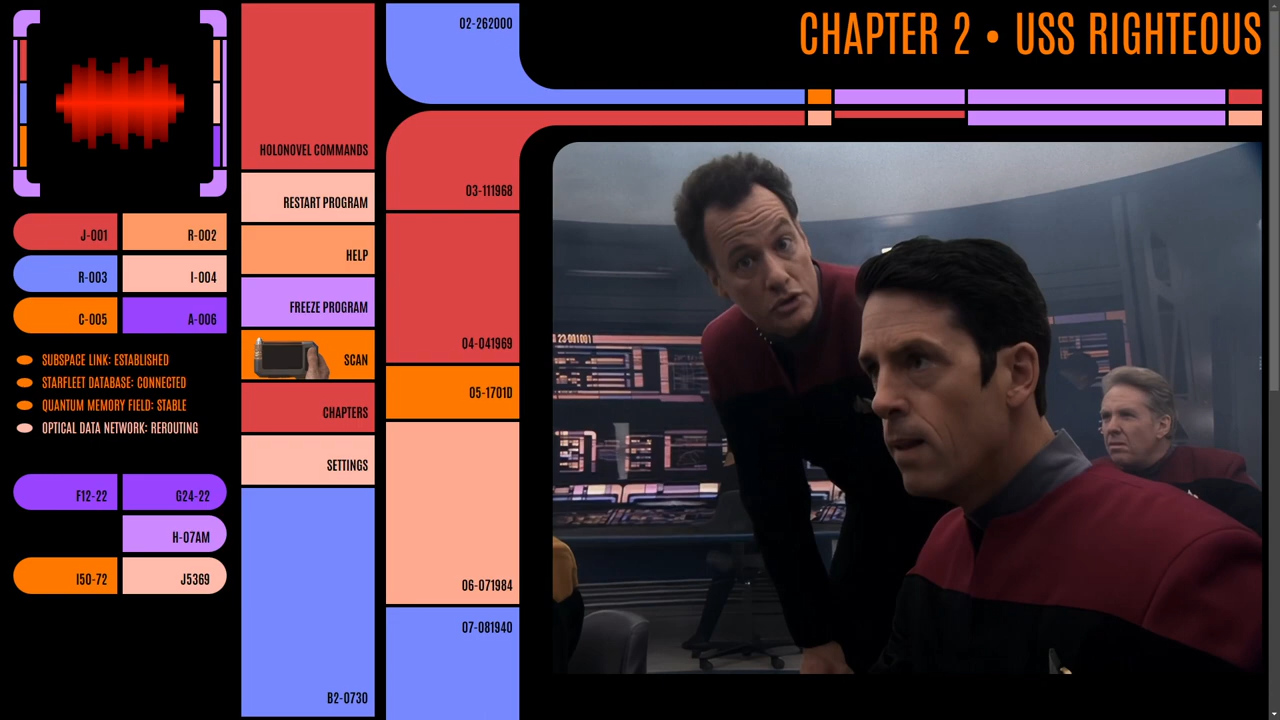 CHAPTER 2 • USS RIGHTEOUS
J-001
R-002
R-003
I-004
C-005
A-006
SUBSPACE LINK: ESTABLISHED
STARFLEET DATABASE: CONNECTED
QUANTUM MEMORY FIELD: STABLE
OPTICAL DATA NETWORK: REROUTING
F12-22
G24-22
H-07AM
I50-72
J5369
HOLONOVEL COMMANDS
RESTART PROGRAM
HELP
FREEZE PROGRAM
SCAN
CHAPTERS
SETTINGS
B2-0730
02-262000
03-111968
04-041969
05-1701D
06-071984
07-081940
23-001001